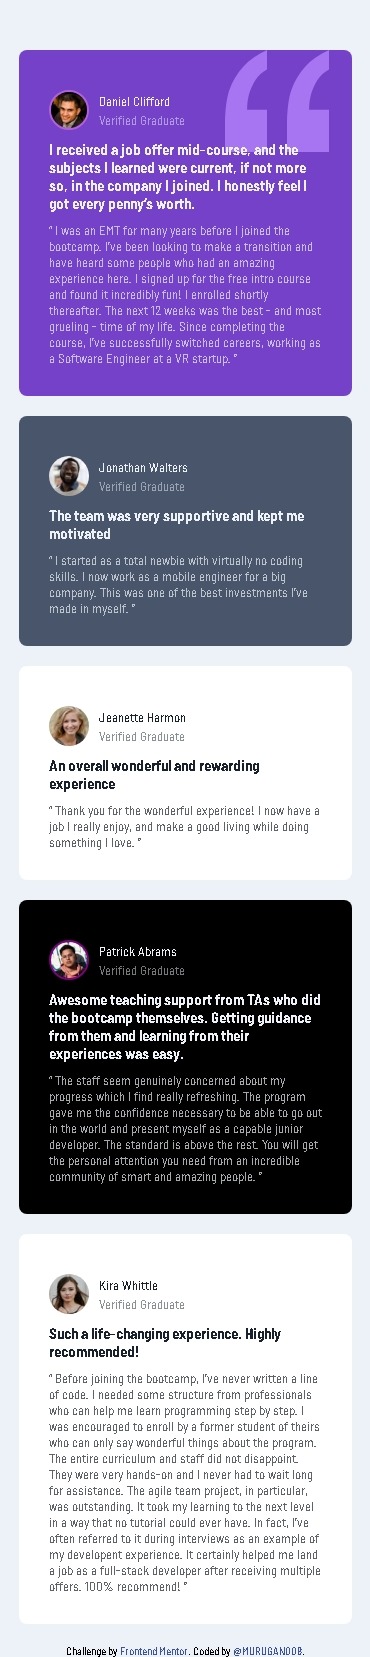 Daniel Clifford
Verified Graduate
I received a job offer mid-course, and the
subjects I learned were current, if not more
so, in the company I joined. I honestly feel I
got every penny's worth.
“ I was an EMT for many years before I joined the
bootcamp. I've been looking to make a transition and
have heard some people who had an amazing
experience here. I signed up for the free intro course
and found it incredibly fun! I enrolled shortly
thereafter. The next 12 weeks was the best - and most
grueling - time of my life. Since completing the
course, I've successfully switched careers, working as
a Software Engineer at a VR startup. ”
Jonathan Walters
Verified Graduate
The team was very supportive and kept me
motivated
“ I started as a total newbie with virtually no coding
skills. I now work as a mobile engineer for a big
company. This was one of the best investments I've
made in myself. ”
Jeanette Harmon
Verified Graduate
An overall wonderful and rewarding
experience
“ Thank you for the wonderful experience! I now have a
job I really enjoy, and make a good living while doing
something I love. ”
Patrick Abrams
Verified Graduate
Awesome teaching support from TAs who did
the bootcamp themselves. Getting guidance
from them and learning from their
experiences was easy.
“ The staff seem genuinely concerned about my
progress which I find really refreshing. The program
gave me the confidence necessary to be able to go out
in the world and present myself as a capable junior
developer. The standard is above the rest. You will get
the personal attention you need from an incredible
community of smart and amazing people. ”
Kira Whittle
Verified Graduate
Such a life-changing experience. Highly
recommended!
“ Before joining the bootcamp, I've never written a line
of code. I needed some structure from professionals
who can help me learn programming step by step. I
was encouraged to enroll by a former student of theirs
who can only say wonderful things about the program.
The entire curriculum and staff did not disappoint.
They were very hands-on and I never had to wait long
for assistance. The agile team project, in particular,
was outstanding. It took my learning to the next level
in a way that no tutorial could ever have. In fact, I've
often referred to it during interviews as an example of
my developent experience. It certainly helped me land
a job as a full-stack developer after receiving multiple
offers. 100% recommend! ”
Challenge by Frontend Mentor. Coded by @MURUGAN00B.